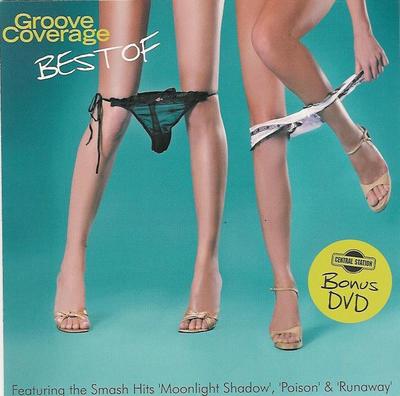 Groove
Coverage
BEST OF
CENTRAL STATION
BONUS
DVD
Featuring the Smash Hits 'Moonlight Shadow', 'Poison' & 'Runaway'